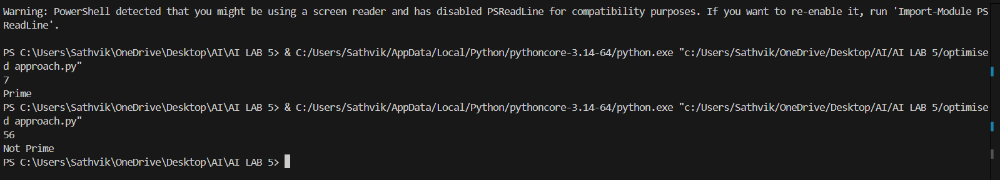 Warning: PowerShell detected that you might be using a screen reader and has disabled PSReadLine for compatibility purposes. If you want to re-enable it, run 'Import-Module PS
ReadLine'.
PS C:\Users\Sathvik\OneDrive\Desktop\AI\AI LAB 5> & C:/Users/Sathvik/AppData/Local/Python/pythoncore-3.14-64/python.exe "c:/Users/Sathvik/OneDrive/Desktop/AI/AI LAB 5/optimise
d approach.py"
7
Prime
PS C:\Users\Sathvik\OneDrive\Desktop\AI\AI LAB 5> & C:/Users/Sathvik/AppData/Local/Python/pythoncore-3.14-64/python.exe "c:/Users/Sathvik/OneDrive/Desktop/AI/AI LAB 5/optimise
d approach.py"
56
Not Prime
PS C:\Users\Sathvik\OneDrive\Desktop\AI\AI LAB 5>